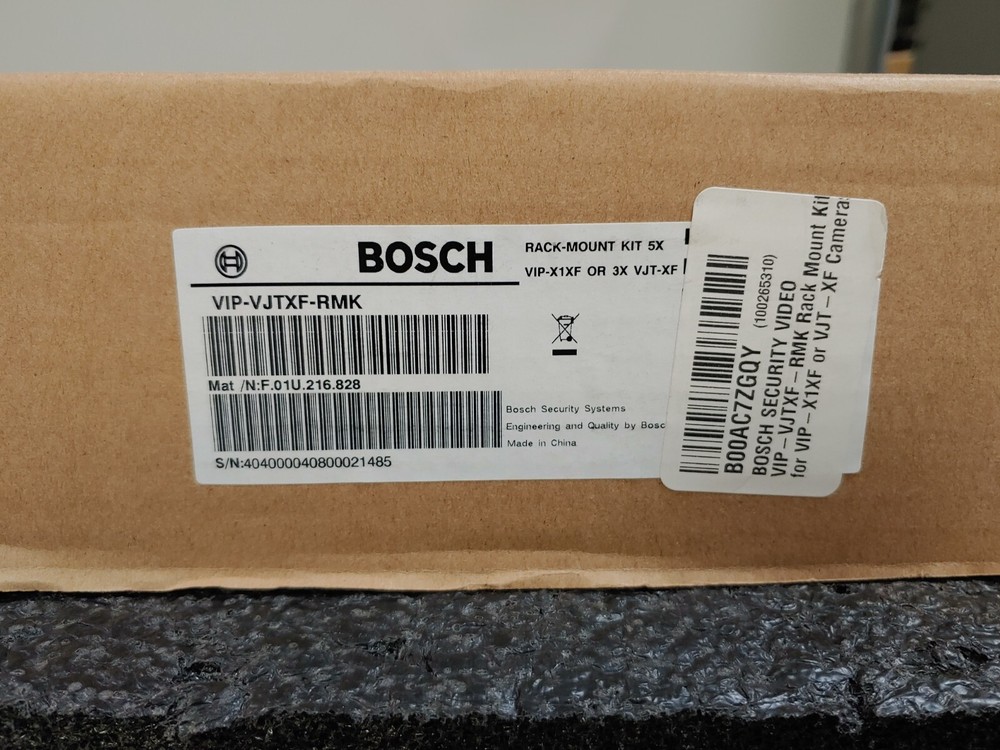 BOSCH
RACK-MOUNT KIT 5X
VIP-X1XF OR 3X VJT-XF
VIP-VJTXF-RMK
Mat /N:F.01U.216.828
Bosch Security Systems
Engineering and Quality by Bosc
Made in China
S/N:404000040800021485
B00AC7ZGQY (100265310)
BOSCH SECURITY VIDEO
VIP-VJTXF-RMK Rack Mount Kit
for VIP-X1XF or VJT-XF Cameras